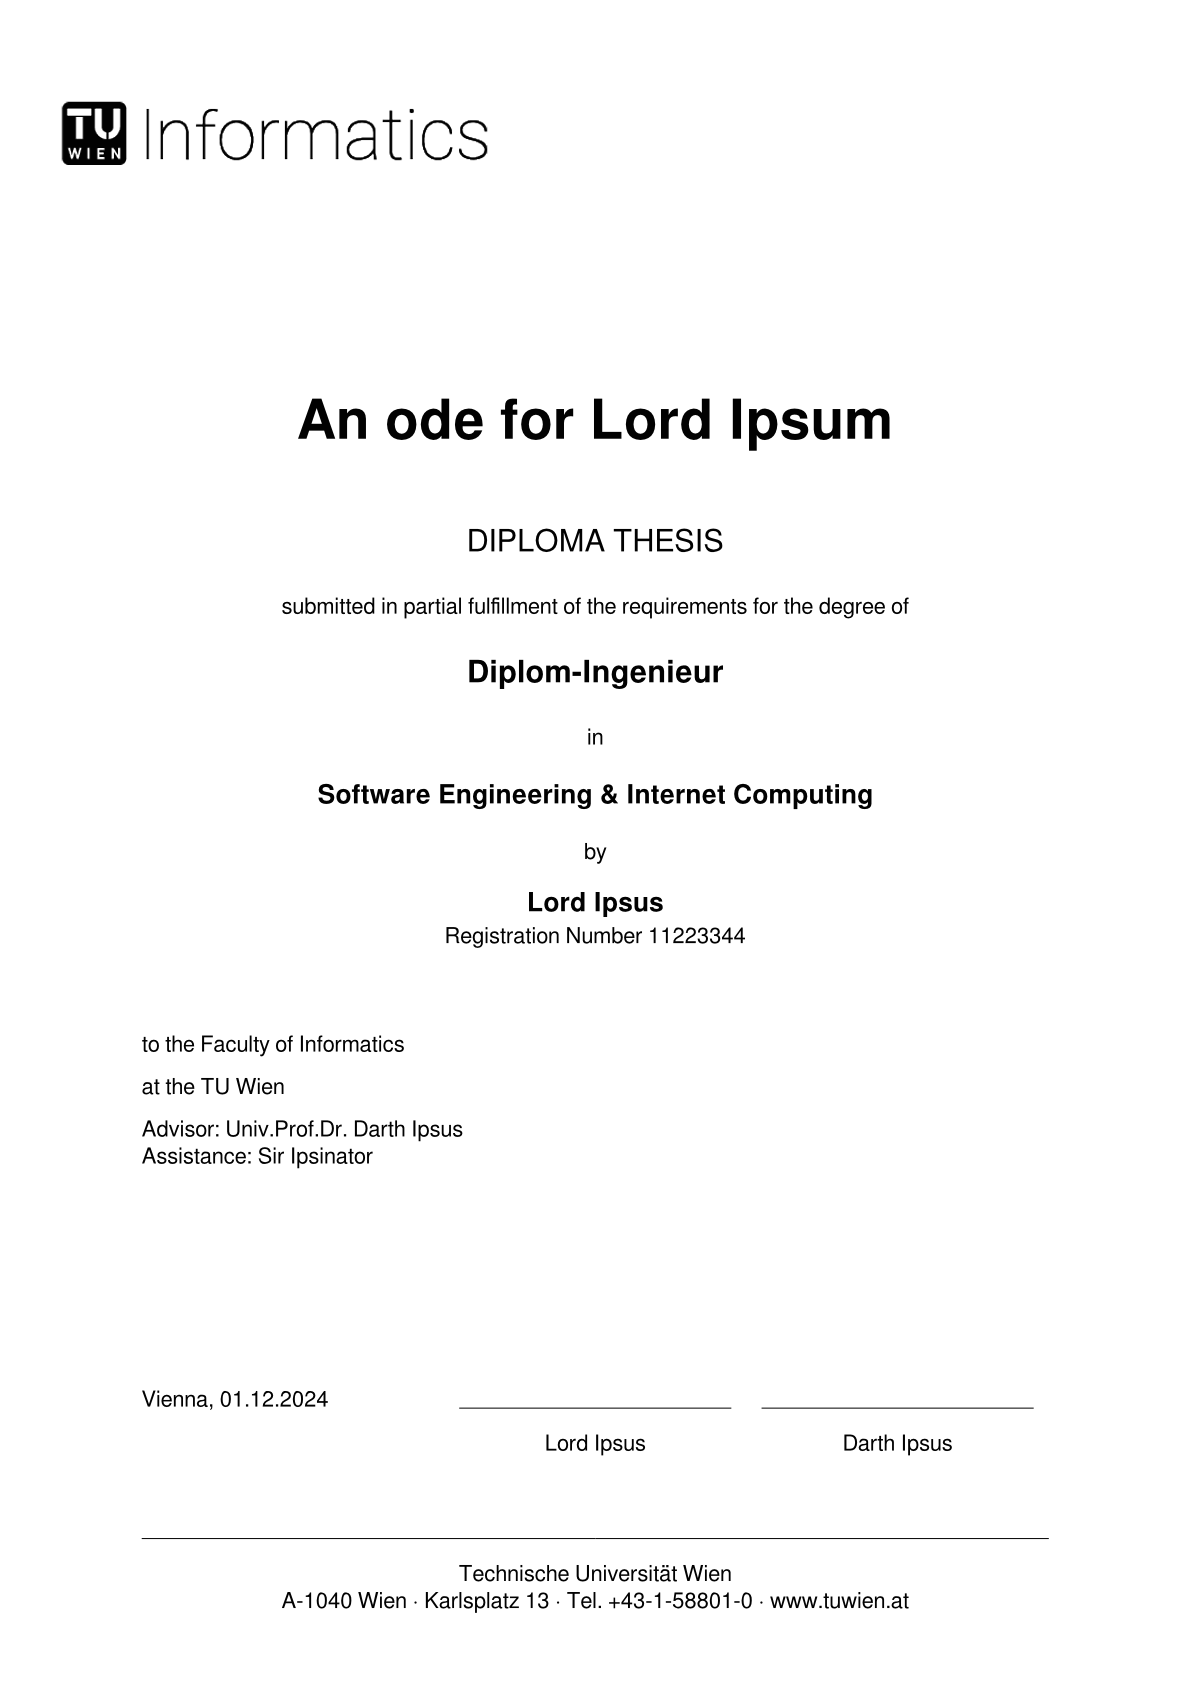 TU WIEN Informatics
An ode for Lord Ipsum
DIPLOMA THESIS
submitted in partial fulfillment of the requirements for the degree of
Diplom-Ingenieur
in
Software Engineering & Internet Computing
by
Lord Ipsus
Registration Number 11223344
to the Faculty of Informatics
at the TU Wien
Advisor: Univ.Prof.Dr. Darth Ipsus
Assistance: Sir Ipsinator
Vienna, 01.12.2024
Lord Ipsus Darth Ipsus
Technische Universität Wien
A-1040 Wien · Karlsplatz 13 · Tel. +43-1-58801-0 · www.tuwien.at